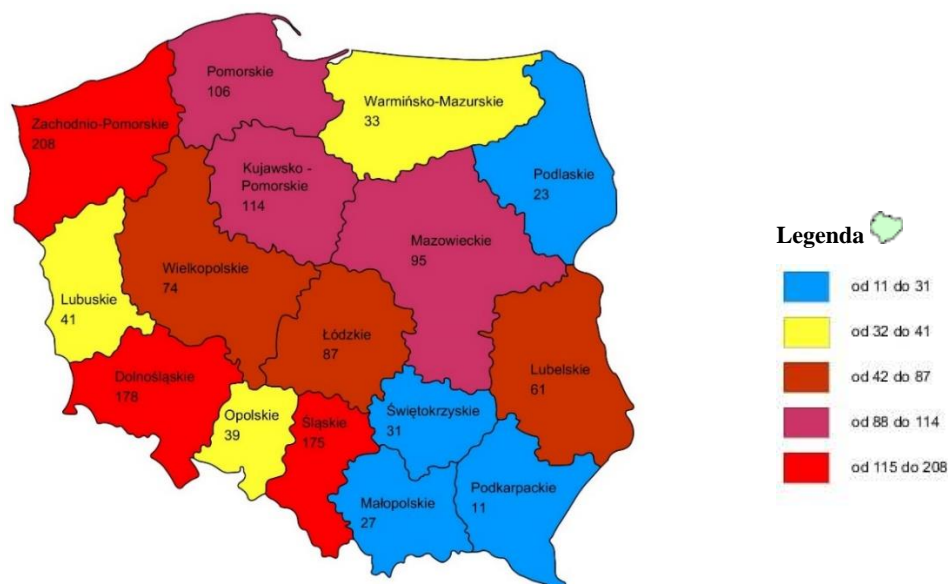 Pomorskie
106
Warmińsko-Mazurskie
33
Zachodnio-Pomorskie
208
Kujawsko -
Pomorskie
114
Podlaskie
23
Mazowieckie
95
Wielkopolskie
74
Lubuskie
41
Łódzkie
87
Lubelskie
61
Dolnośląskie
178
Opolskie
39
Śląskie
175
Świętokrzyskie
31
Małopolskie
27
Podkarpackie
11
Legenda
od 11 do 31
od 32 do 41
od 42 do 87
od 88 do 114
od 115 do 208